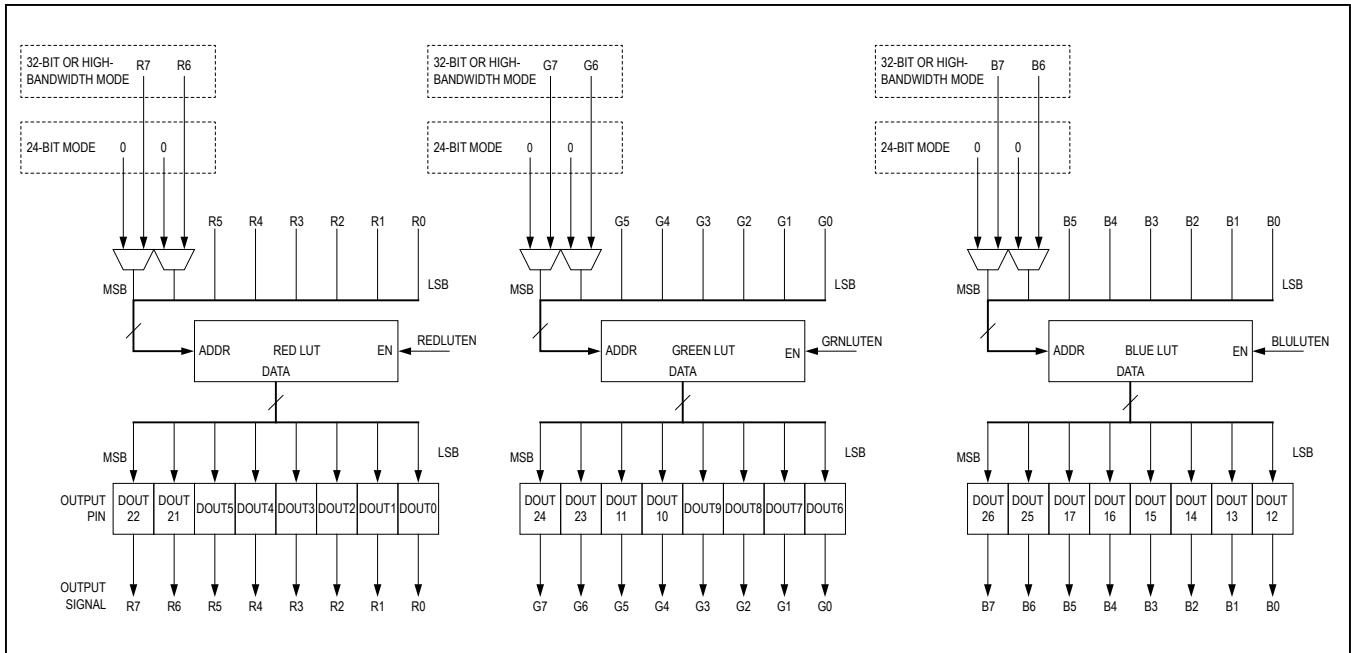 32-BIT OR HIGH-
BANDWIDTH MODE R7 R6
24-BIT MODE 0 0
R5 R4 R3 R2 R1 R0
MSB LSB
ADDR RED LUT EN REDLUTEN
DATA
MSB LSB
OUTPUT
PIN
DOUT
22
DOUT
21
DOUT5 DOUT4 DOUT3 DOUT2 DOUT1 DOUT0
OUTPUT
SIGNAL
R7 R6 R5 R4 R3 R2 R1 R0
32-BIT OR HIGH-
BANDWIDTH MODE G7 G6
24-BIT MODE 0 0
G5 G4 G3 G2 G1 G0
MSB LSB
ADDR GREEN LUT EN GRNLUTEN
DATA
MSB LSB
DOUT
24
DOUT
23
DOUT
11
DOUT
10
DOUT9 DOUT8 DOUT7 DOUT6
G7 G6 G5 G4 G3 G2 G1 G0
32-BIT OR HIGH-
BANDWIDTH MODE B7 B6
24-BIT MODE 0 0
B5 B4 B3 B2 B1 B0
MSB LSB
ADDR BLUE LUT EN BLULUTEN
DATA
MSB LSB
DOUT
26
DOUT
25
DOUT
17
DOUT
16
DOUT
15
DOUT
14
DOUT
13
DOUT
12
B7 B6 B5 B4 B3 B2 B1 B0